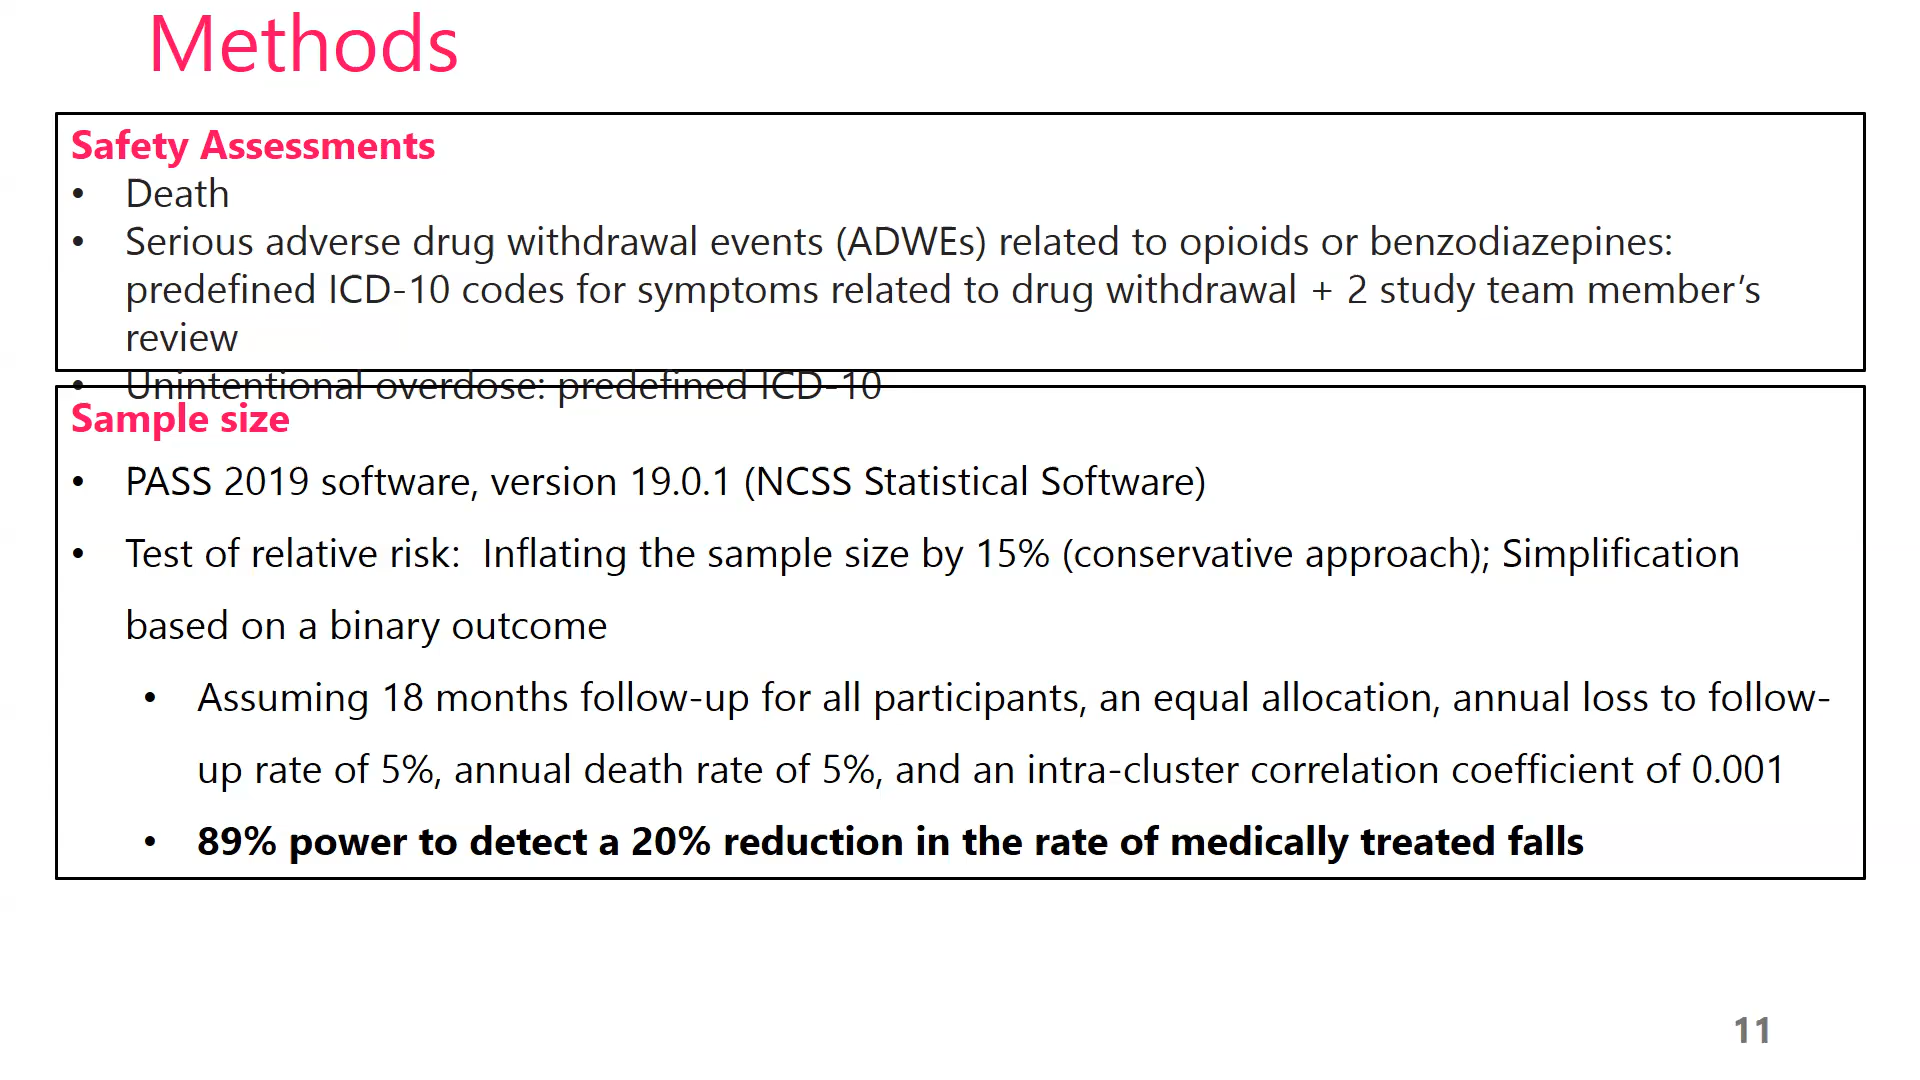 Methods
Safety Assessments
• Death
• Serious adverse drug withdrawal events (ADWEs) related to opioids or benzodiazepines:
predefined ICD-10 codes for symptoms related to drug withdrawal + 2 study team member’s
review
• Unintentional overdose: predefined ICD-10
Sample size
• PASS 2019 software, version 19.0.1 (NCSS Statistical Software)
• Test of relative risk:  Inflating the sample size by 15% (conservative approach); Simplification
based on a binary outcome
• Assuming 18 months follow-up for all participants, an equal allocation, annual loss to follow-
up rate of 5%, annual death rate of 5%, and an intra-cluster correlation coefficient of 0.001
• 89% power to detect a 20% reduction in the rate of medically treated falls
11